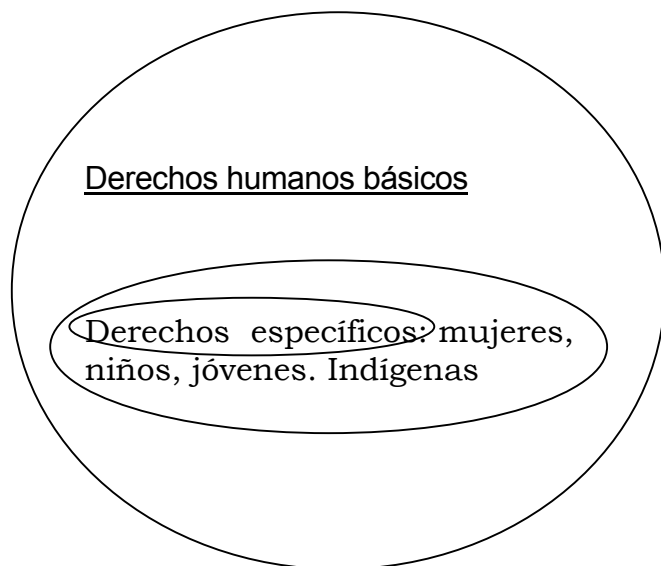 Derechos humanos básicos
Derechos específicos: mujeres,
niños, jóvenes. Indígenas